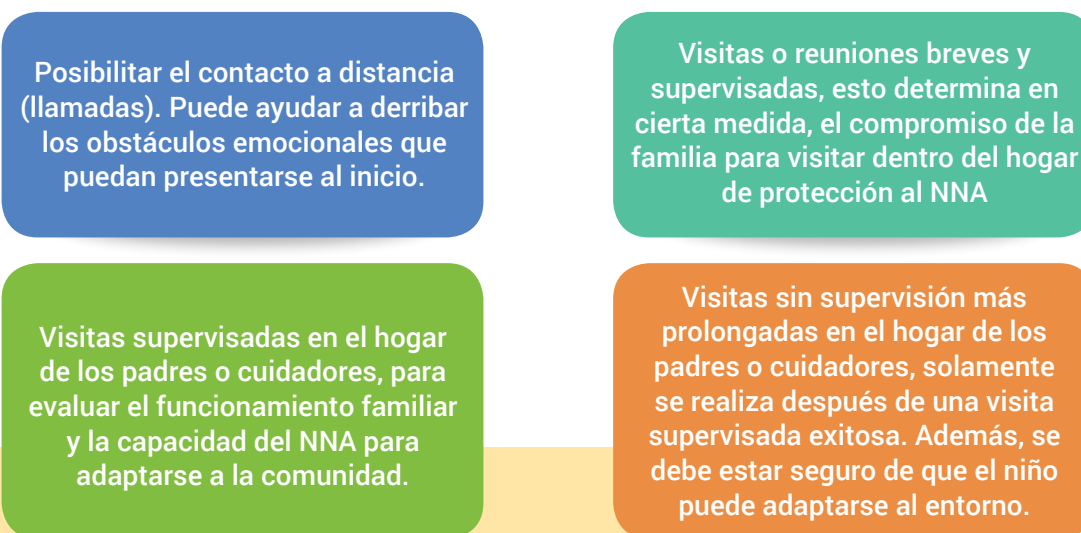 Posibilitar el contacto a distancia
(llamadas). Puede ayudar a derribar
los obstáculos emocionales que
puedan presentarse al inicio.
Visitas o reuniones breves y
supervisadas, esto determina en
cierta medida, el compromiso de la
familia para visitar dentro del hogar
de protección al NNA
Visitas supervisadas en el hogar
de los padres o cuidadores, para
evaluar el funcionamiento familiar
y la capacidad del NNA para
adaptarse a la comunidad.
Visitas sin supervisión más
prolongadas en el hogar de los
padres o cuidadores, solamente
se realiza después de una visita
supervisada exitosa. Además, se
debe estar seguro de que el niño
puede adaptarse al entorno.